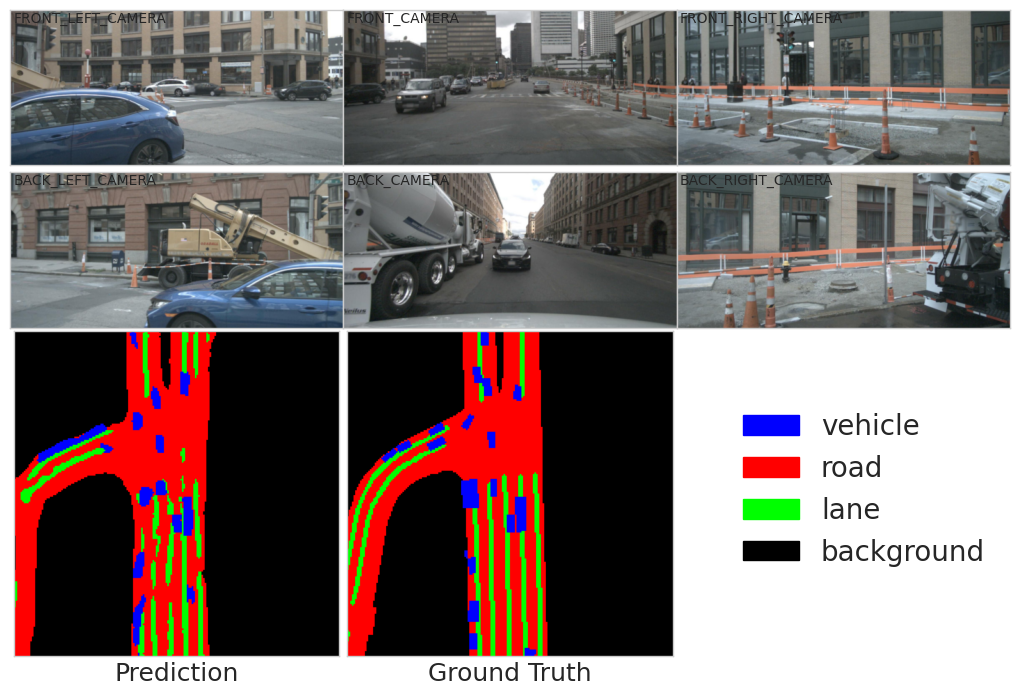 FRONT_LEFT_CAMERA
FRONT_CAMERA
FRONT_RIGHT_CAMERA
BACK_LEFT_CAMERA
BACK_CAMERA
BACK_RIGHT_CAMERA
vehicle
road
lane
background
Prediction
Ground Truth